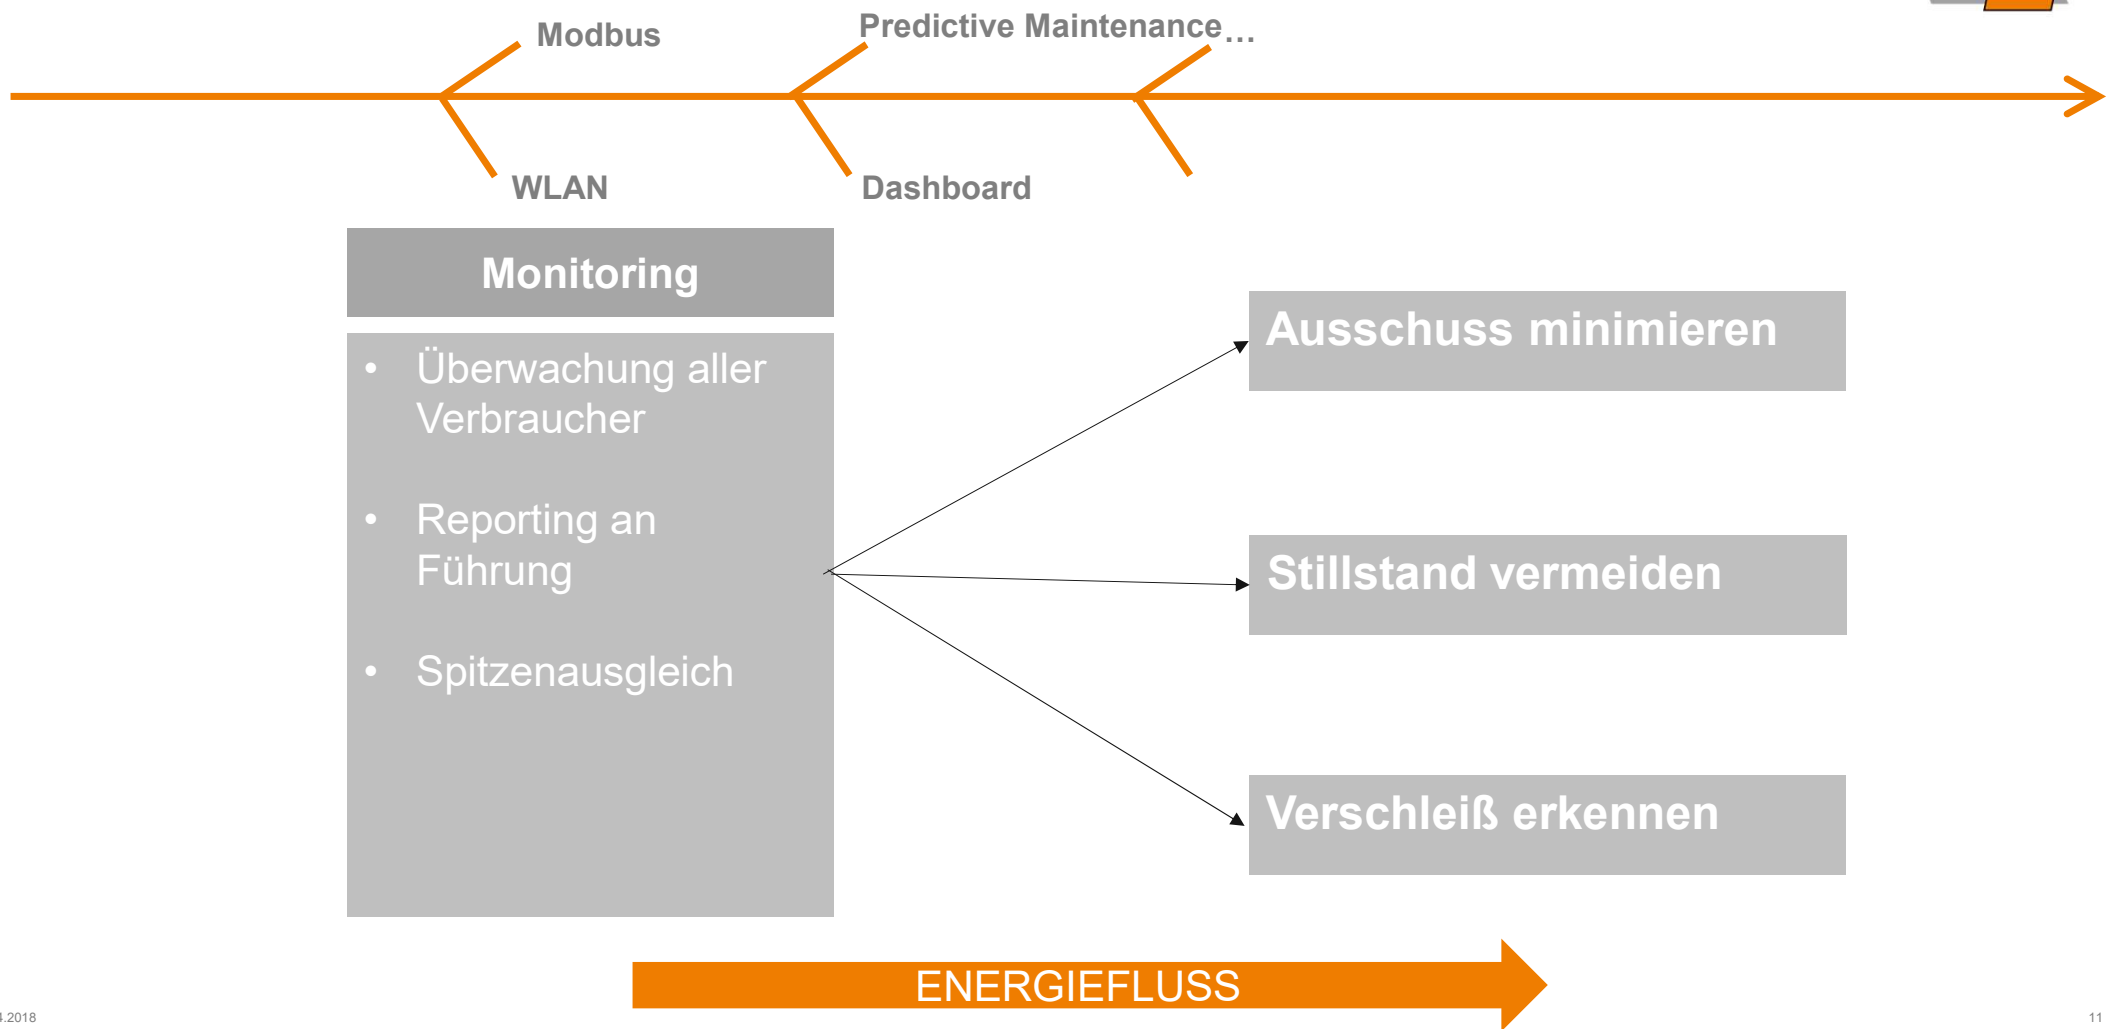 Modbus
Predictive Maintenance…
WLAN
Dashboard
Monitoring
• Überwachung aller
Verbraucher
• Reporting an
Führung
• Spitzenausgleich
Ausschuss minimieren
Stillstand vermeiden
Verschleiß erkennen
ENERGIEFLUSS
.2018
11